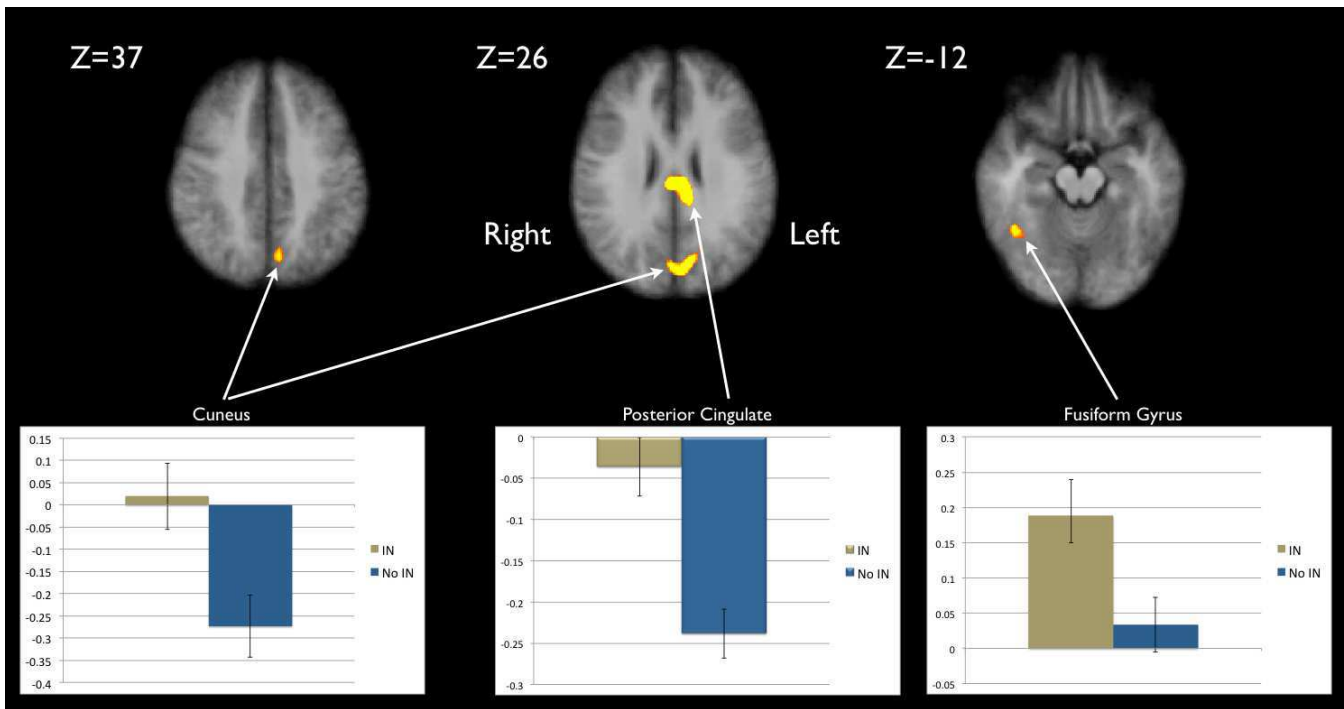 Z=37
Z=26
Z=-12
Right
Left
Cuneus
Posterior Cingulate
Fusiform Gyrus
0.15
0.1
0.05
0
-0.05
-0.1
-0.15
-0.2
-0.25
-0.3
-0.35
-0.4
IN
No IN
0
-0.05
-0.1
-0.15
-0.2
-0.25
-0.3
IN
No IN
0.3
0.25
0.2
0.15
0.1
0.05
0
-0.05
IN
No IN